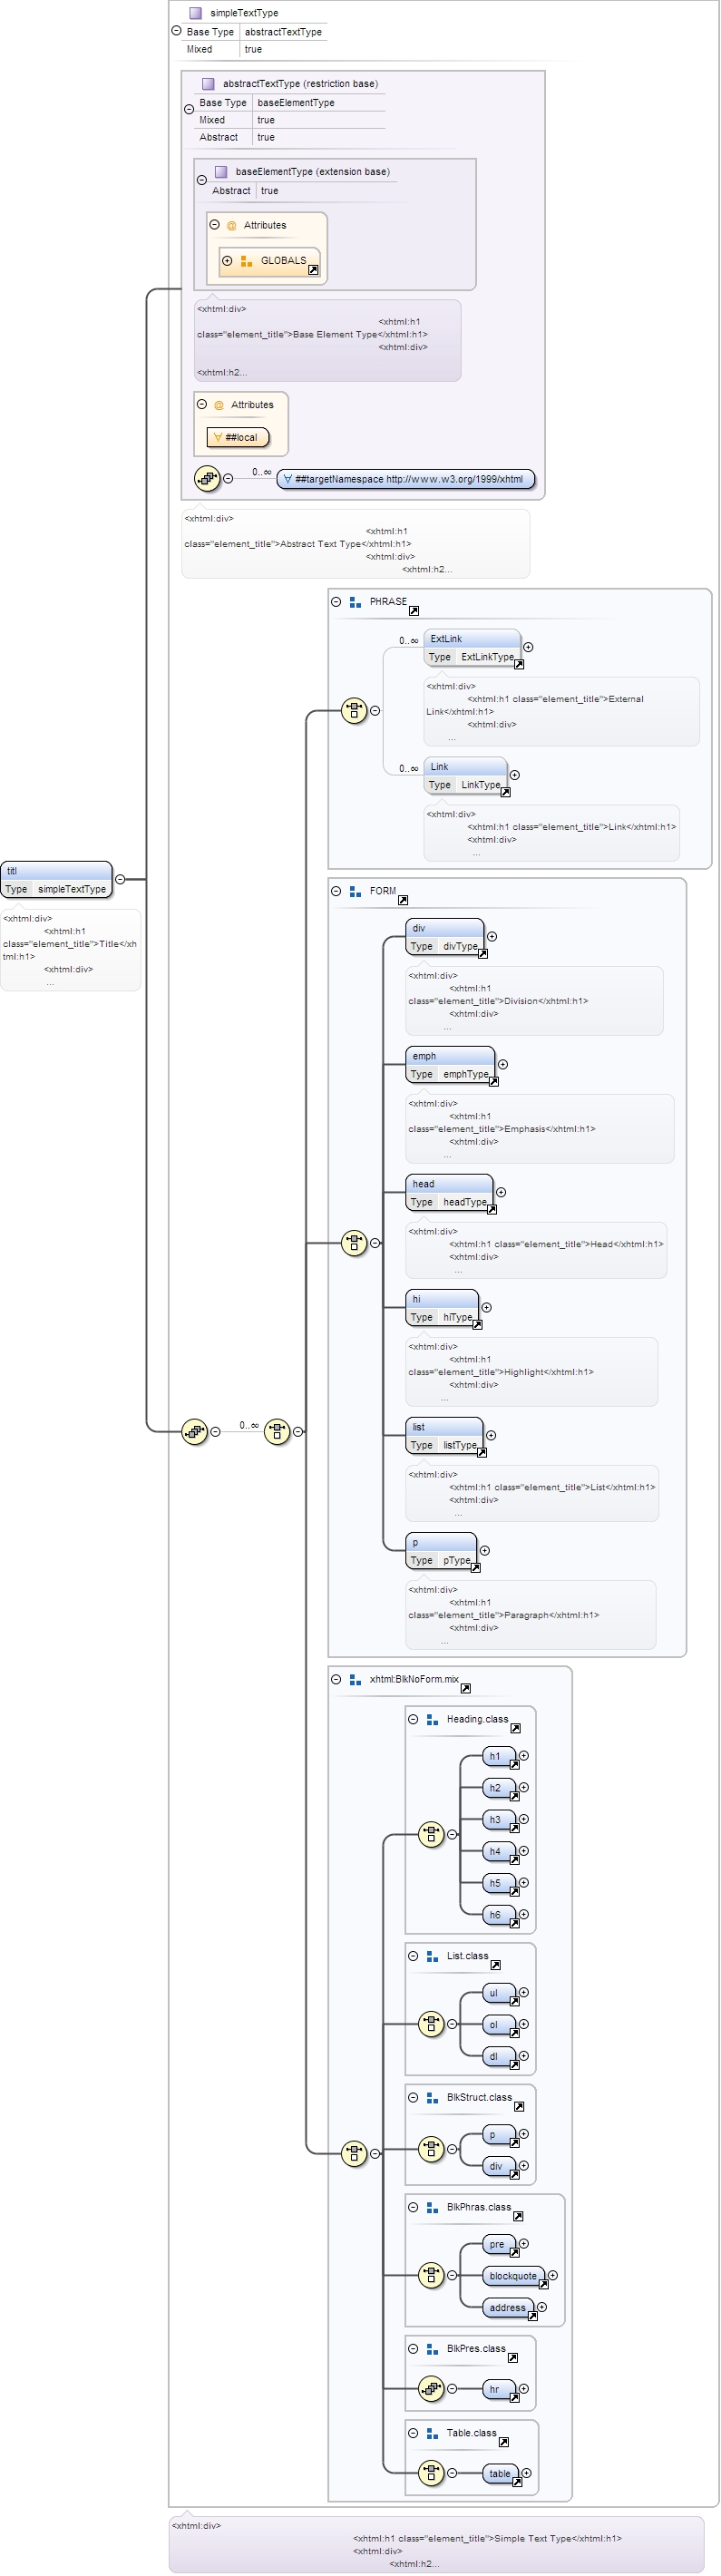 simpleTextType
Base Type abstractTextType
Mixed true
abstractTextType (restriction base)
Base Type baseElementType
Mixed true
Abstract true
baseElementType (extension base)
Abstract true
@ Attributes
GLOBALS
<xhtml:div>
<xhtml:h1
class="element_title">Base Element Type</xhtml:h1>
<xhtml:div>
<xhtml:h2...
@ Attributes
∀ ##local
0..∞ ∀ ##targetNamespace http://www.w3.org/1999/xhtml
<xhtml:div>
<xhtml:h1
class="element_title">Abstract Text Type</xhtml:h1>
<xhtml:div>
<xhtml:h2...
PHRASE
0..∞ ExtLink
Type ExtLinkType
<xhtml:div>
<xhtml:h1 class="element_title">External
Link</xhtml:h1>
<xhtml:div>
...
0..∞ Link
Type LinkType
<xhtml:div>
<xhtml:h1 class="element_title">Link</xhtml:h1>
<xhtml:div>
...
titl
Type simpleTextType
<xhtml:div>
<xhtml:h1
class="element_title">Title</xh
tml:h1>
<xhtml:div>
...
FORM
div
Type divType
<xhtml:div>
<xhtml:h1
class="element_title">Division</xhtml:h1>
<xhtml:div>
...
emph
Type emphType
<xhtml:div>
<xhtml:h1
class="element_title">Emphasis</xhtml:h1>
<xhtml:div>
...
head
Type headType
<xhtml:div>
<xhtml:h1 class="element_title">Head</xhtml:h1>
<xhtml:div>
...
hi
Type hiType
<xhtml:div>
<xhtml:h1
class="element_title">Highlight</xhtml:h1>
<xhtml:div>
...
0..∞
list
Type listType
<xhtml:div>
<xhtml:h1 class="element_title">List</xhtml:h1>
<xhtml:div>
...
p
Type pType
<xhtml:div>
<xhtml:h1
class="element_title">Paragraph</xhtml:h1>
<xhtml:div>
...
xhtml:BlkNoForm.mix
Heading.class
h1
h2
h3
h4
h5
h6
List.class
ul
ol
dl
BlkStruct.class
p
div
BlkPhras.class
pre
blockquote
address
BlkPres.class
hr
Table.class
table
<xhtml:div>
<xhtml:h1 class="element_title">Simple Text Type</xhtml:h1>
<xhtml:div>
<xhtml:h2...